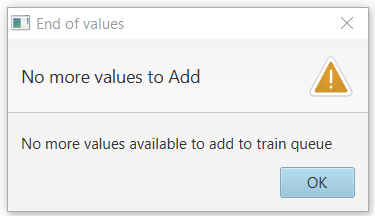 End of values
No more values to Add
No more values available to add to train queue
OK